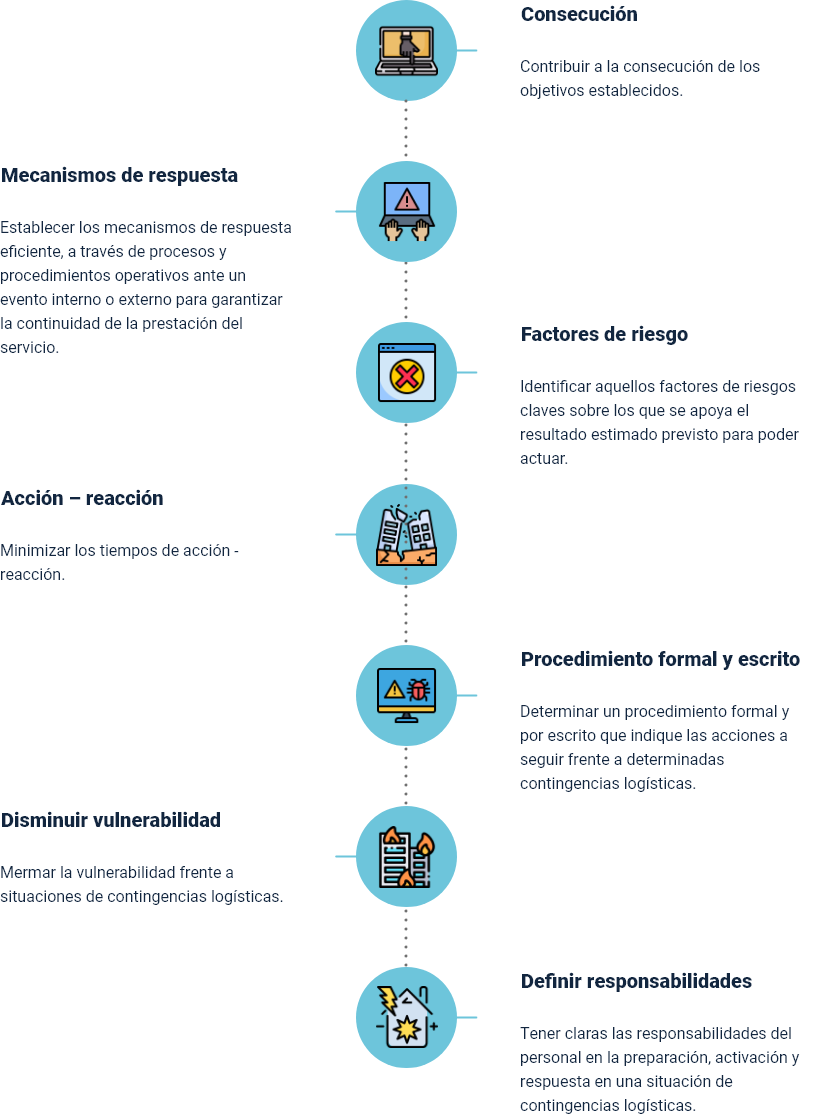 Consecución
Contribuir a la consecución de los
objetivos establecidos.
Mecanismos de respuesta
Establecer los mecanismos de respuesta
eficiente, a través de procesos y
procedimientos operativos ante un
evento interno o externo para garantizar
la continuidad de la prestación del
servicio.
Factores de riesgo
Identificar aquellos factores de riesgos
claves sobre los que se apoya el
resultado estimado previsto para poder
actuar.
Acción – reacción
Minimizar los tiempos de acción -
reacción.
Procedimiento formal y escrito
Determinar un procedimiento formal y
por escrito que indique las acciones a
seguir frente a determinadas
contingencias logísticas.
Disminuir vulnerabilidad
Mermar la vulnerabilidad frente a
situaciones de contingencias logísticas.
Definir responsabilidades
Tener claras las responsabilidades del
personal en la preparación, activación y
respuesta en una situación de
contingencias logísticas.